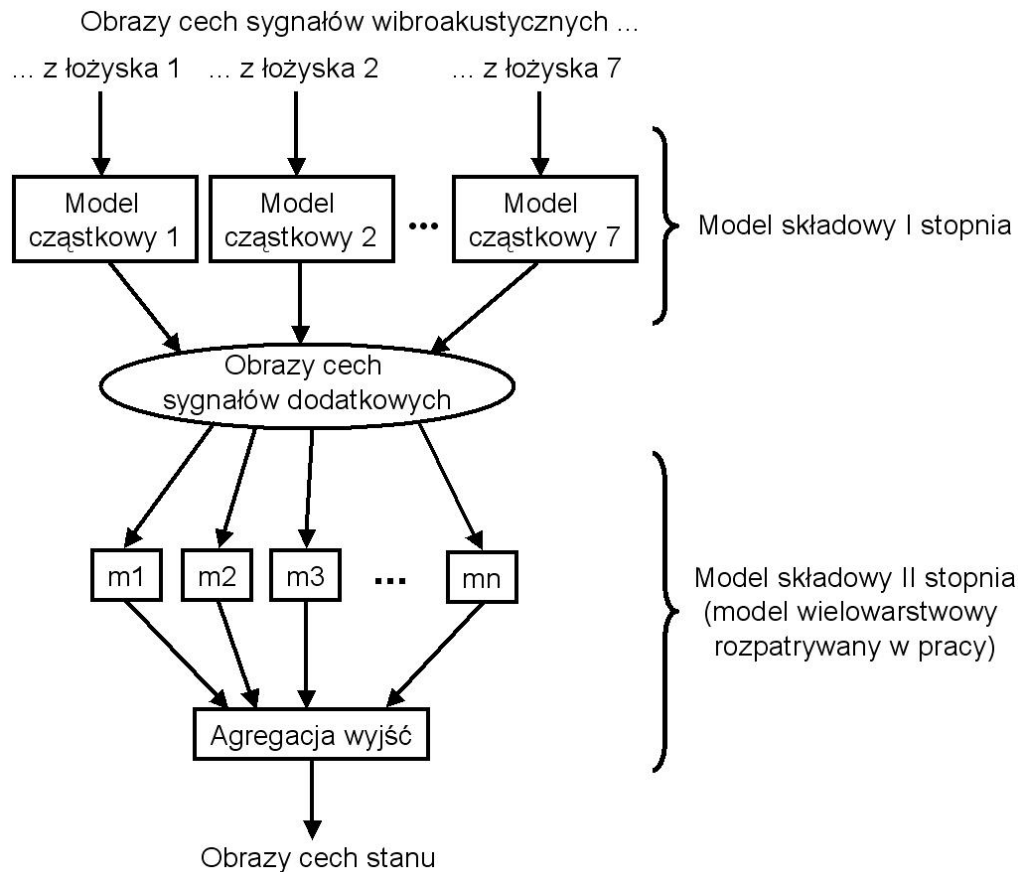 Obrazy cech sygnałów wibroakustycznych ...
... z łożyska 1
... z łożyska 2
... z łożyska 7
Model
cząstkowy 1
Model
cząstkowy 2
...
Model
cząstkowy 7
Model składowy I stopnia
Obrazy cech
sygnałów dodatkowych
m1
m2
m3
...
mn
Model składowy II stopnia
(model wielowarstwowy
rozpatrywany w pracy)
Agregacja wyjść
Obrazy cech stanu